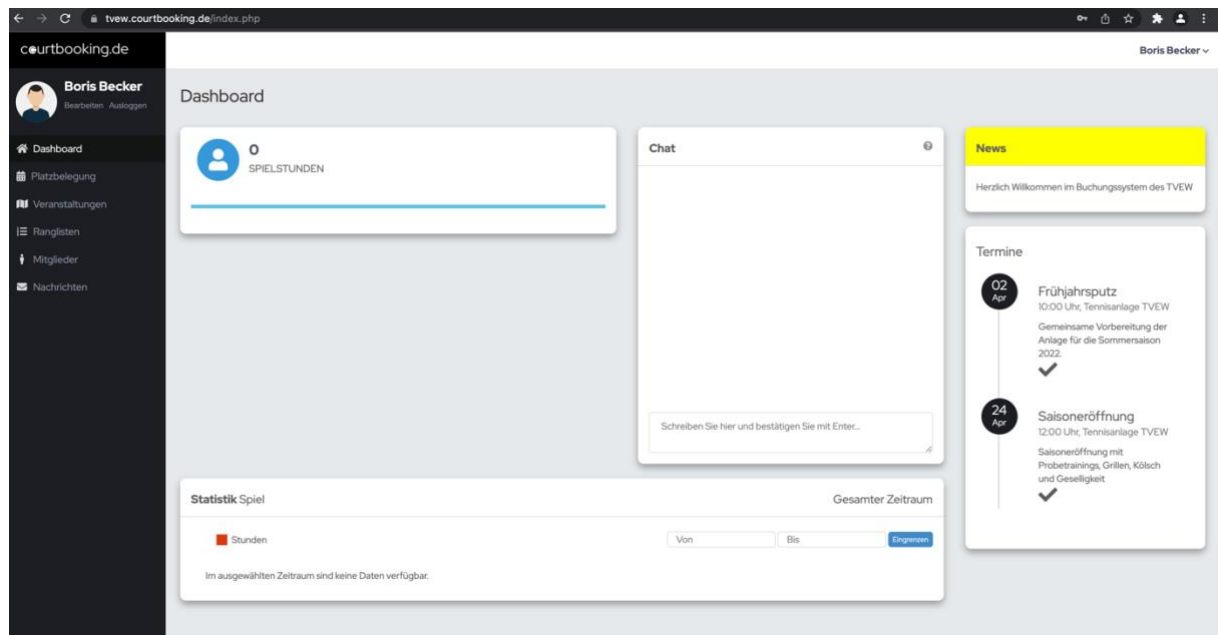 tvew.courtbooking.de/index.php
courtbooking.de
Boris Becker
Boris Becker
Bearbeiten Ausloggen
Dashboard
Platzbelegung
Veranstaltungen
Ranglisten
Mitglieder
Nachrichten
Dashboard
0
SPIELSTUNDEN
Chat
Schreiben Sie hier und bestätigen Sie mit Enter...
News
Herzlich Willkommen im Buchungssystem des TVEW
Termine
02
Apr
Frühjahrsputz
10:00 Uhr, Tennisanlage TVEW
Gemeinsame Vorbereitung der
Anlage für die Sommersaison
2022.
24
Apr
Saisoneröffnung
12:00 Uhr, Tennisanlage TVEW
Saisoneröffnung mit
Probetrainings, Grillen, Kölsch
und Geselligkeit
Statistik Spiel
Gesamter Zeitraum
Stunden
Von
Bis
Eingrenzen
Im ausgewählten Zeitraum sind keine Daten verfügbar.